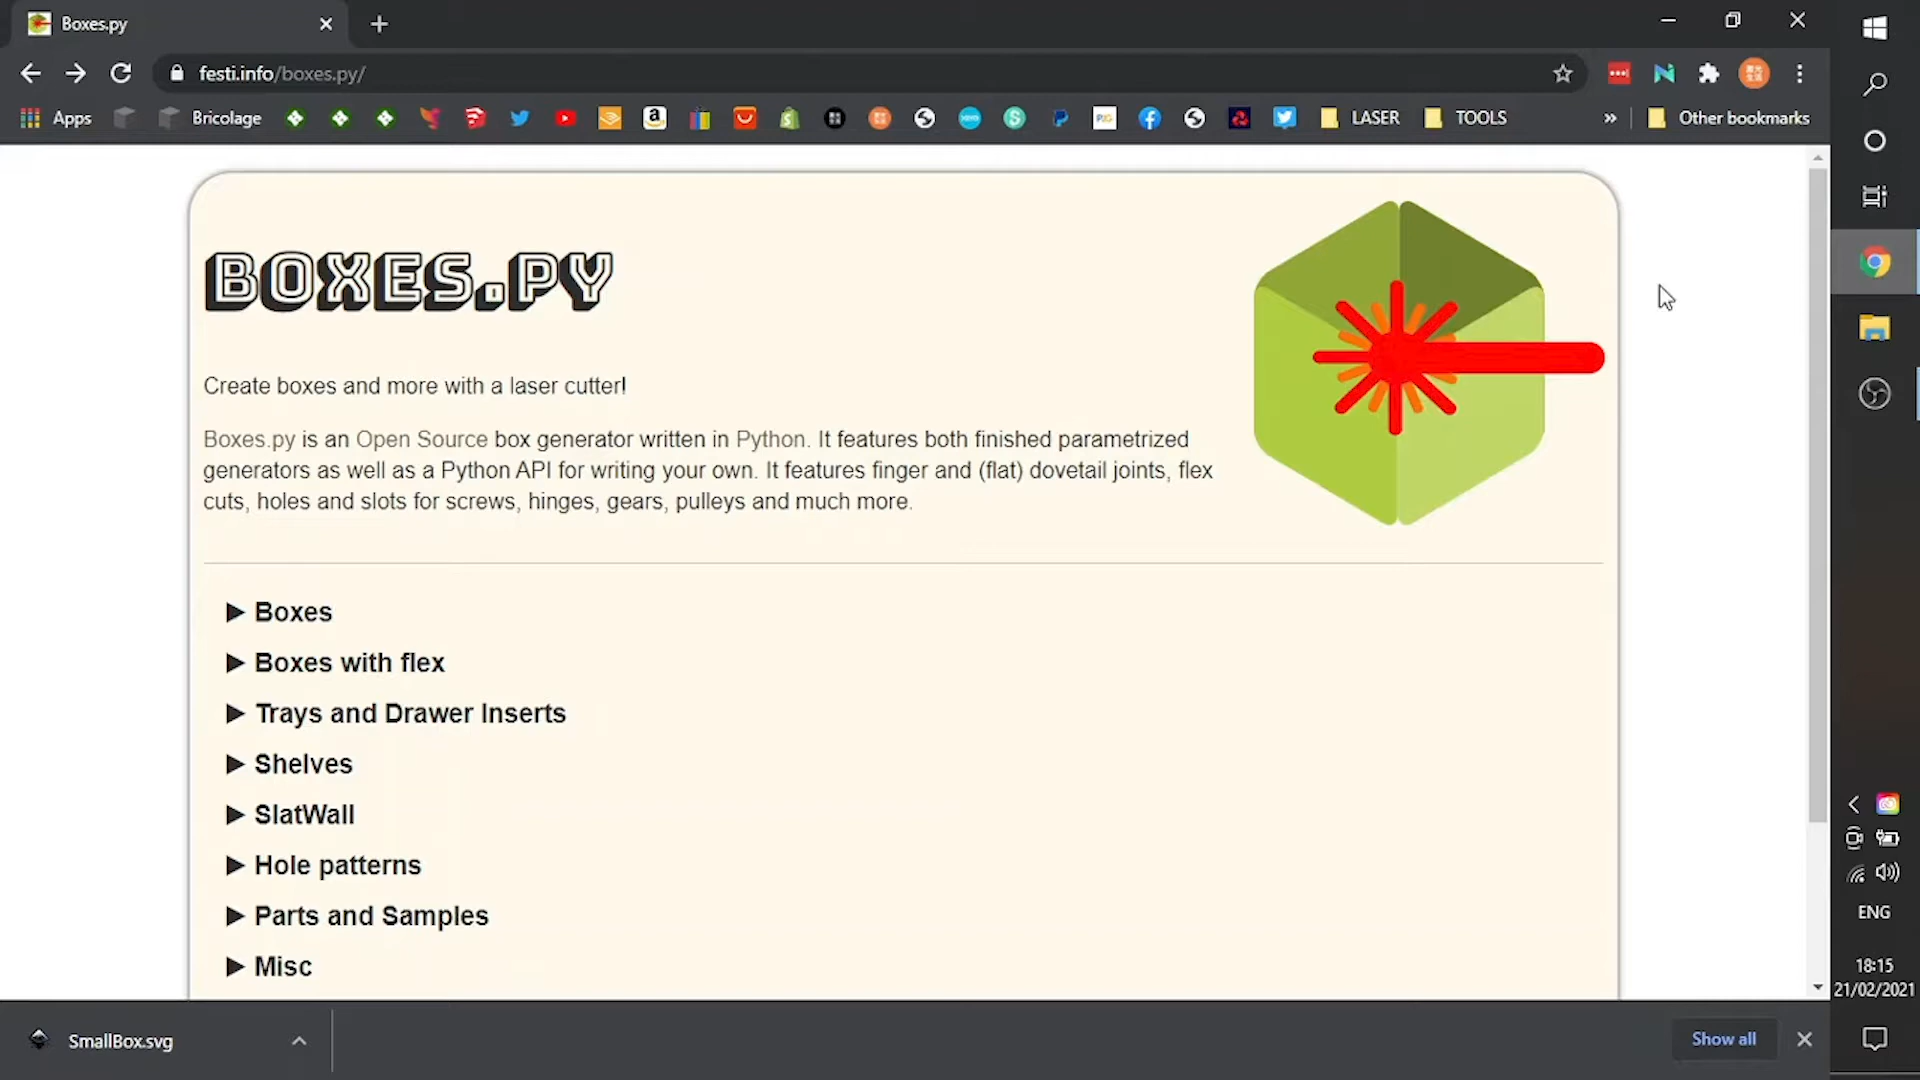 Boxes.py
festi.info/boxes.py/
Apps
Bricolage
LASER
TOOLS
Other bookmarks
BOXES.PY
Create boxes and more with a laser cutter!
Boxes.py is an Open Source box generator written in Python. It features both finished parametrized
generators as well as a Python API for writing your own. It features finger and (flat) dovetail joints, flex
cuts, holes and slots for screws, hinges, gears, pulleys and much more.
Boxes
Boxes with flex
Trays and Drawer Inserts
Shelves
SlatWall
Hole patterns
Parts and Samples
Misc
ENG
18:15
21/02/2021
SmallBox.svg
Show all